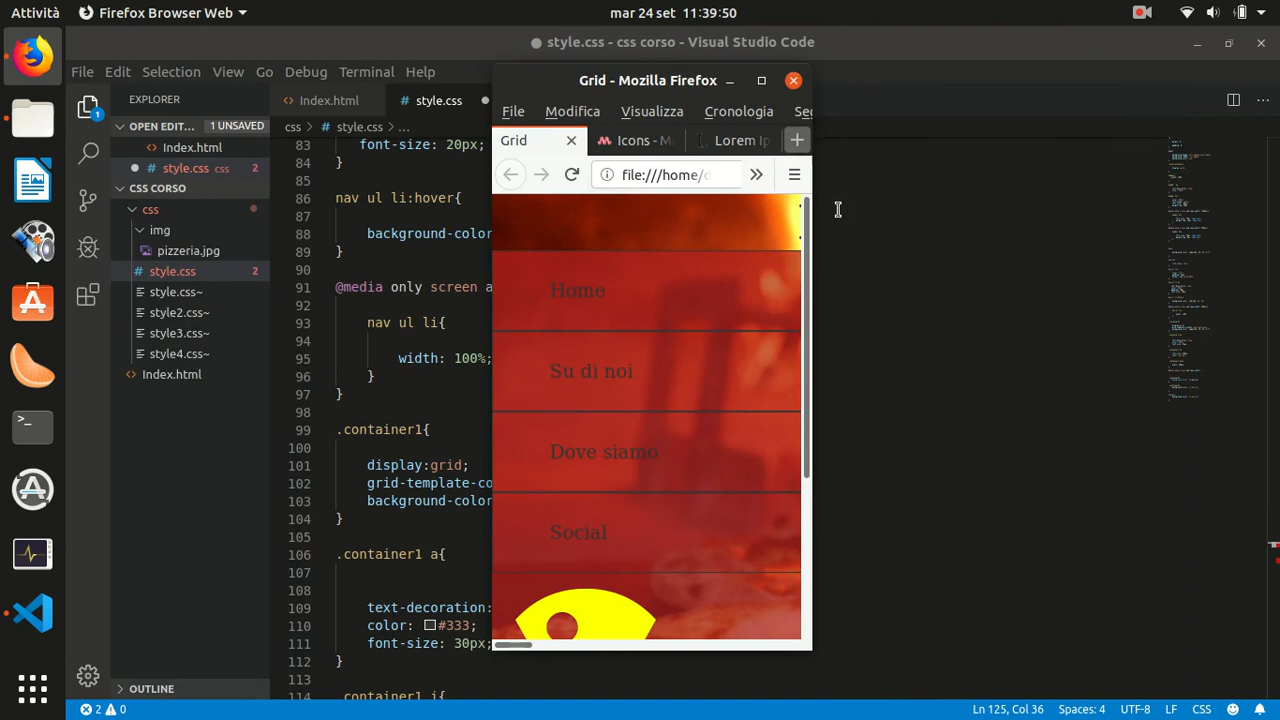 Attività
Firefox Browser Web
mar 24 set 11:39:50
style.css - css corso - Visual Studio Code
File Edit Selection View Go Debug Terminal Help
EXPLORER
OPEN EDIT... 1 UNSAVED
Index.html
style.css css 2
CSS CORSO
css
img
pizzeria.jpg
style.css 2
style.css~
style2.css~
style3.css~
style4.css~
Index.html
OUTLINE
1
Index.html
style.css
css > style.css > ...
83 font-size: 20px;
84 }
85
86 nav ul li:hover{
87
88 background-color
89 }
90
91 @media only screen a
92
93 nav ul li{
94
95 width: 100%;
96 }
97 }
98
99 .container1{
100
101 display:grid;
102 grid-template-co
103 background-color
104 }
105
106 .container1 a{
107
108
109 text-decoration:
110 color: #333;
111 font-size: 30px;
112 }
113
114 .container1 i{
Grid - Mozilla Firefox
File Modifica Visualizza Cronologia Se
Grid
Icons - M
Lorem Ip
file:///home/d
Home
Su di noi
Dove siamo
Social
2 0
Ln 125, Col 36
Spaces: 4
UTF-8
LF
CSS